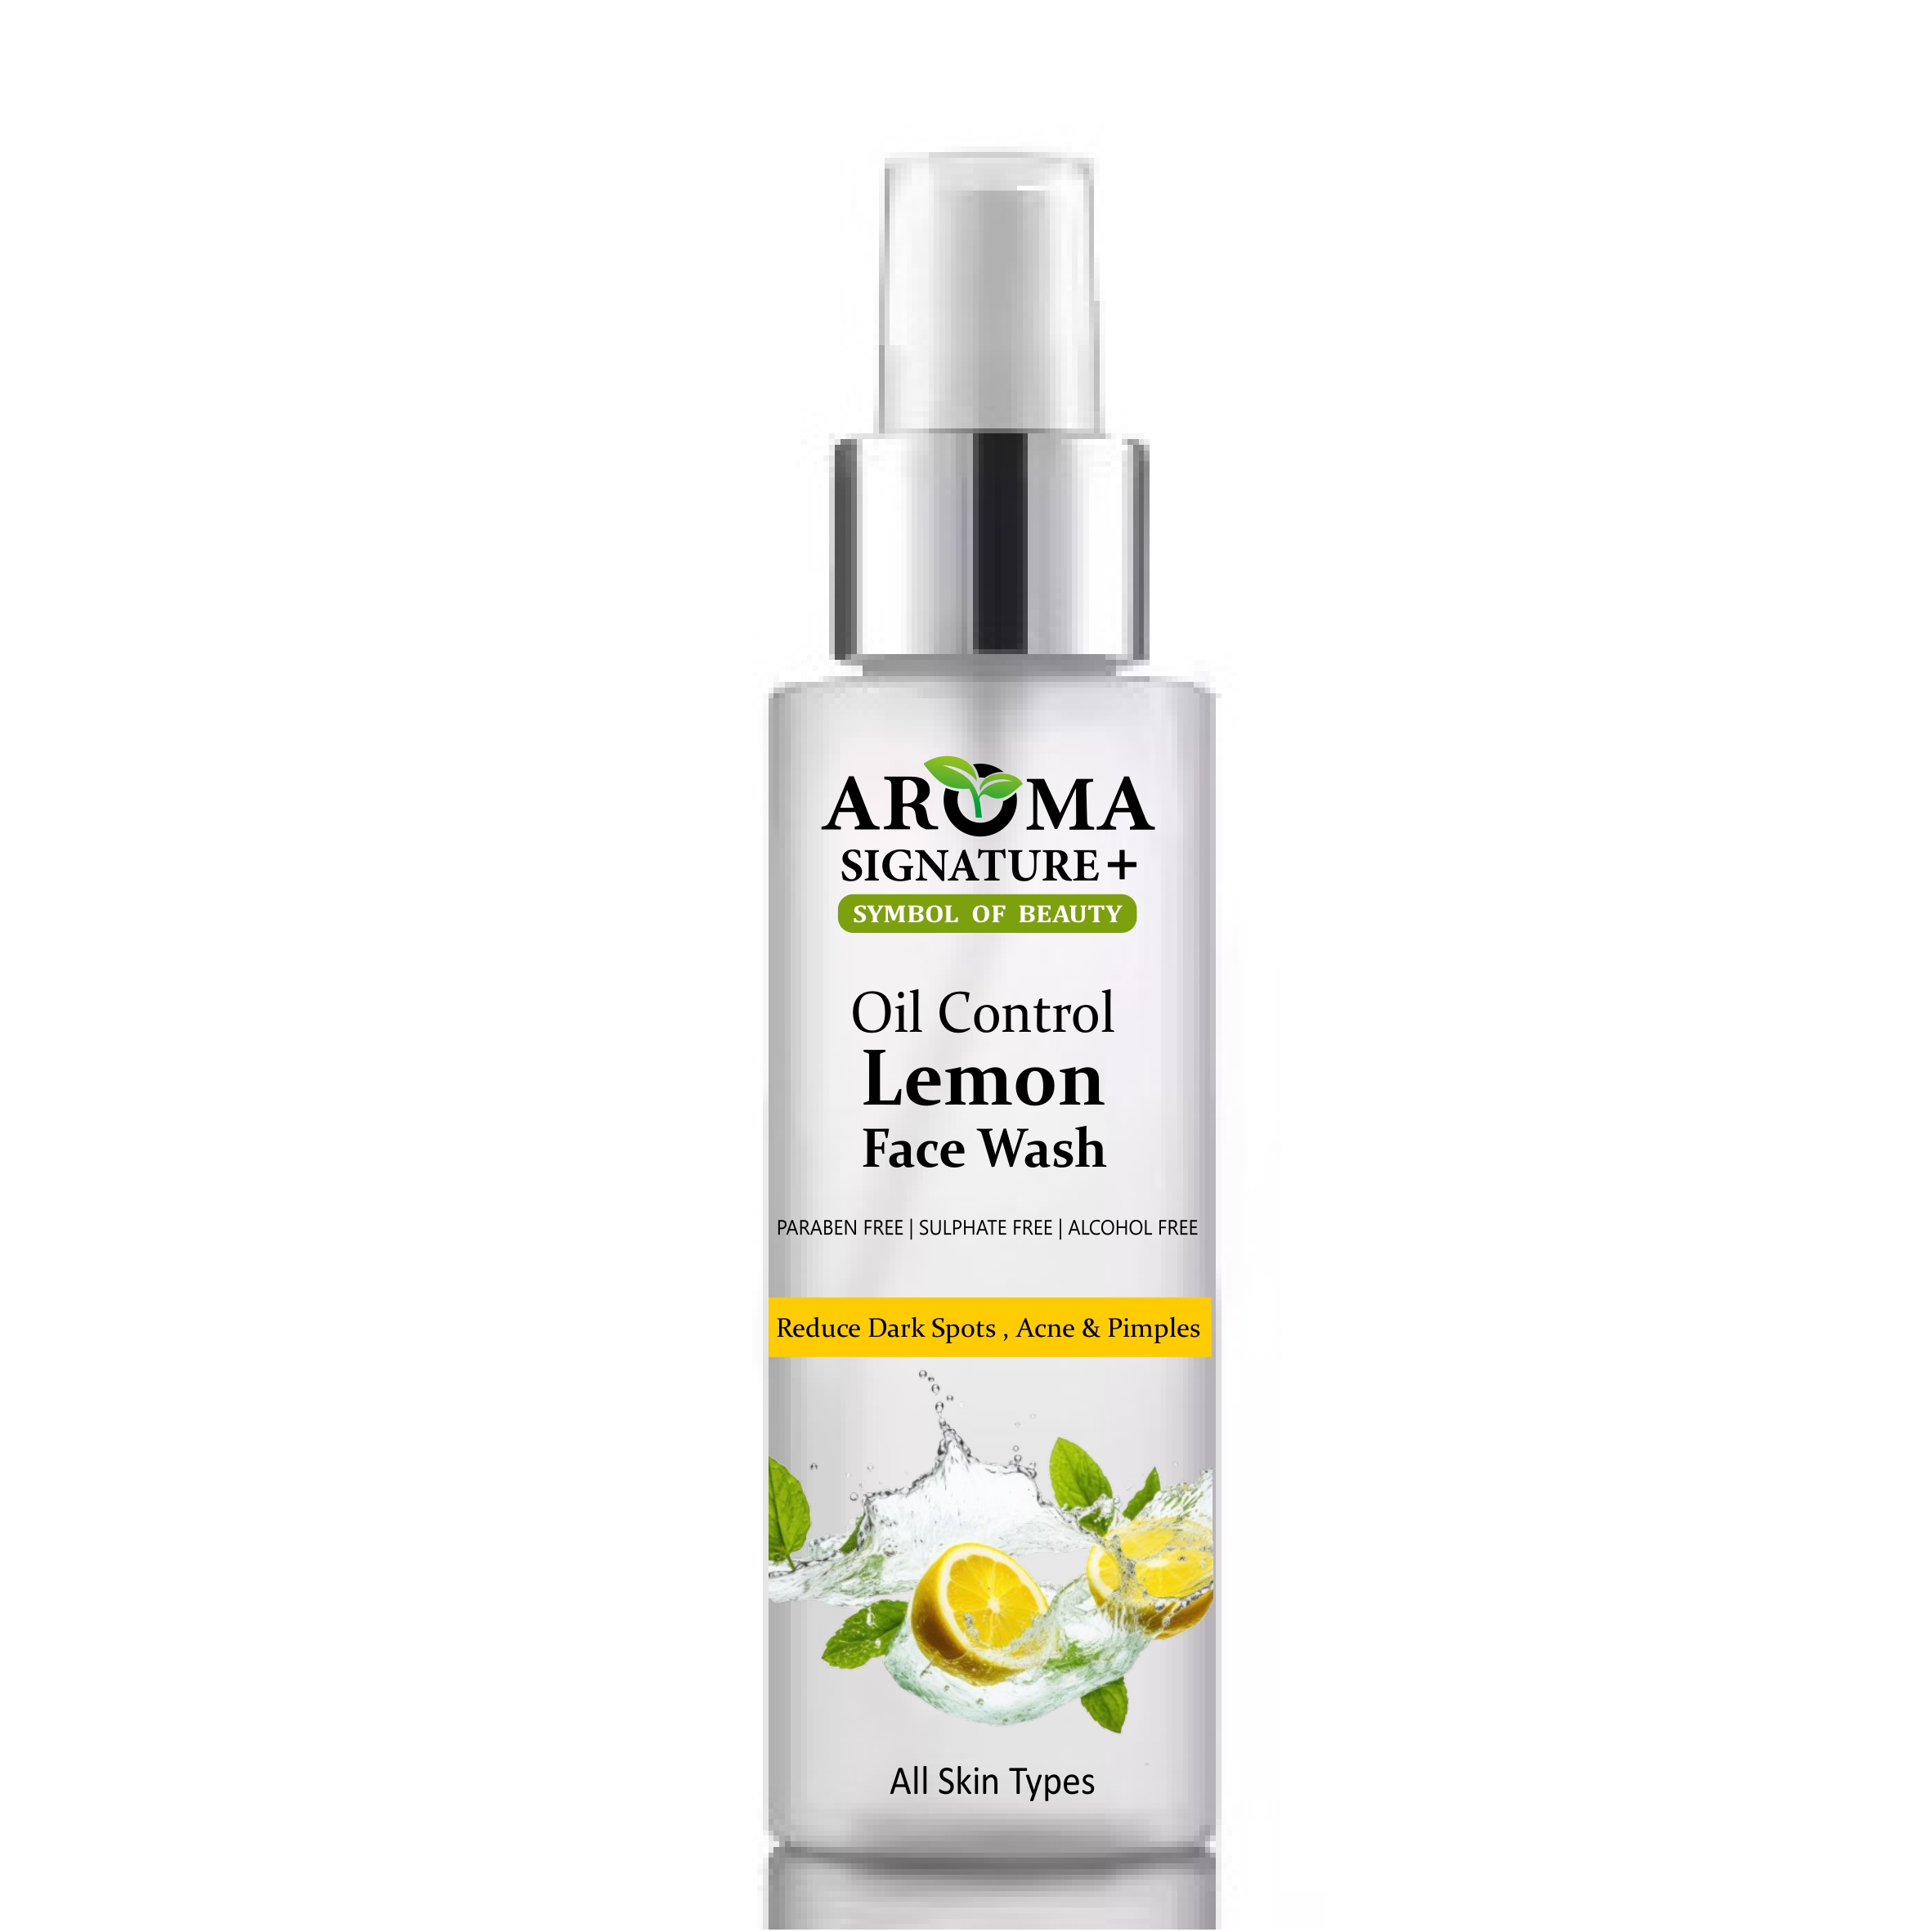 AROMA
SIGNATURE+
SYMBOL OF BEAUTY
Oil Control
Lemon
Face Wash
PARABEN FREE | SULPHATE FREE | ALCOHOL FREE
Reduce Dark Spots , Acne & Pimples
All Skin Types